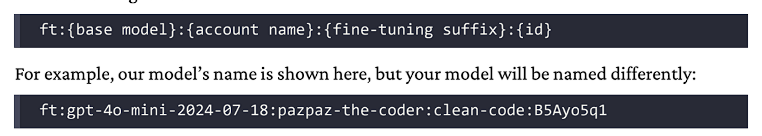 ft:{base model}:{account name}:{fine-tuning suffix}:{id}
For example, our model’s name is shown here, but your model will be named differently:
ft:gpt-4o-mini-2024-07-18:pazpaz-the-coder:clean-code:B5Ayo5q1